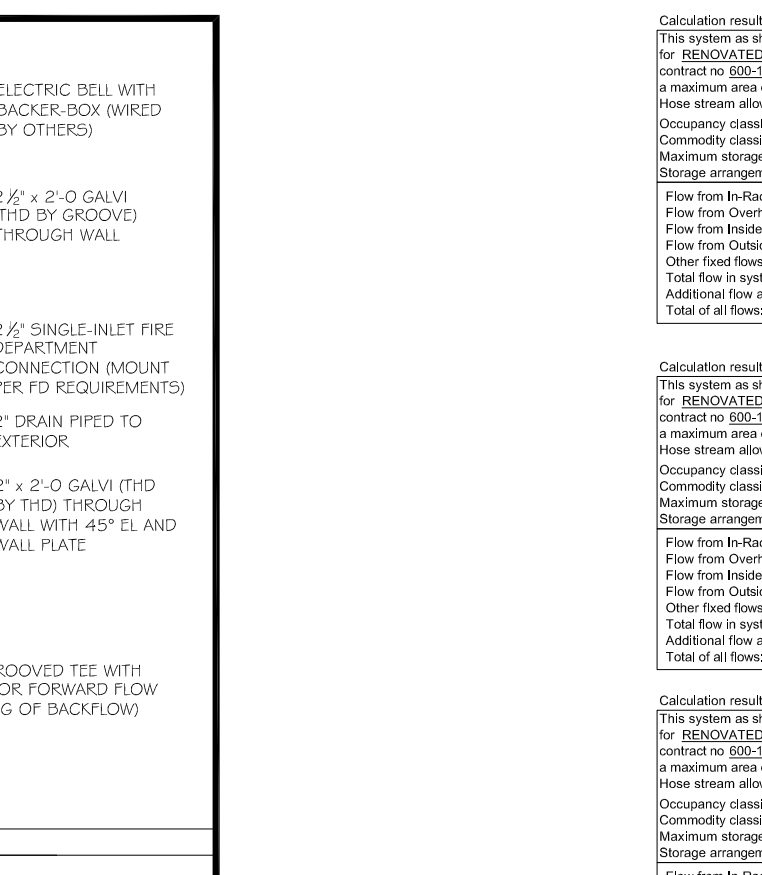 ELECTRIC BELL WITH
BACKER-BOX (WIRED
BY OTHERS)
2½" x 2'-0 GALVI
(THD BY GROOVE)
THROUGH WALL
2½" SINGLE-INLET FIRE
DEPARTMENT
CONNECTION (MOUNT
PER FD REQUIREMENTS)
2" DRAIN PIPED TO
EXTERIOR
2" x 2'-0 GALVI (THD
BY THD) THROUGH
WALL WITH 45° EL AND
WALL PLATE
ROOVED TEE WITH
OR FORWARD FLOW
G OF BACKFLOW)
Calculation result
This system as sh
for RENOVATED
contract no 600-1
a maximum area
Hose stream allow
Occupancy classi
Commodity classi
Maximum storage
Storage arrangem
Flow from In-Rac
Flow from Overh
Flow from Inside
Flow from Outsid
Other fixed flows
Total flow in syst
Additional flow a
Total of all flows:
Calculation result
This system as sh
for RENOVATED
contract no 600-1
a maximum area
Hose stream allow
Occupancy classi
Commodity classi
Maximum storage
Storage arrangem
Flow from In-Rac
Flow from Overh
Flow from Inside
Flow from Outsid
Other fixed flows
Total flow in syst
Additional flow a
Total of all flows:
Calculation result
This system as sh
for RENOVATED
contract no 600-1
a maximum area
Hose stream allow
Occupancy classi
Commodity classi
Maximum storage
Storage arrangem
Flow from In-Rac